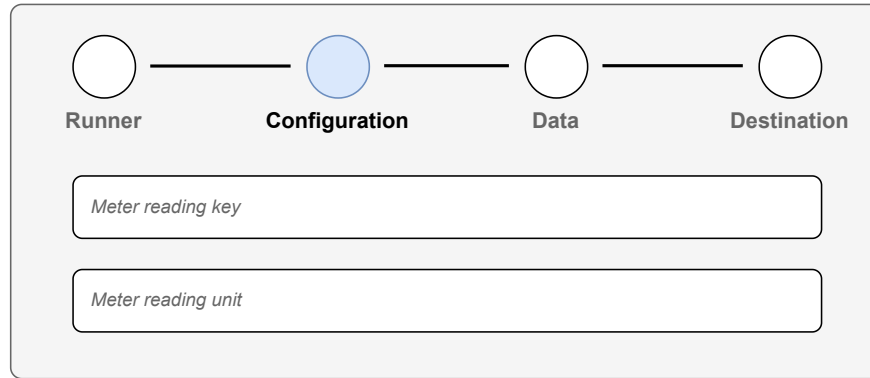 Runner Configuration Data Destination
Meter reading key
Meter reading unit